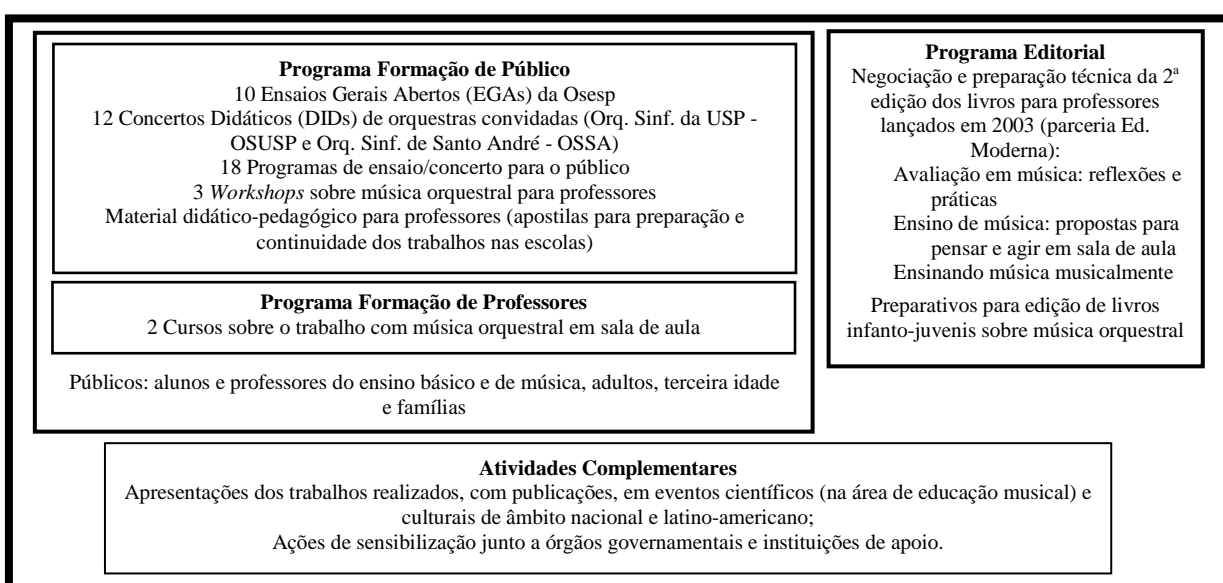 Programa Formação de Público
10 Ensaios Gerais Abertos (EGAs) da Osesp
12 Concertos Didáticos (DIDs) de orquestras convidadas (Orq. Sinf. da USP -
OSUSP e Orq. Sinf. de Santo André - OSSA)
18 Programas de ensaio/concerto para o público
3 Workshops sobre música orquestral para professores
Material didático-pedagógico para professores (apostilas para preparação e
continuidade dos trabalhos nas escolas)
Programa Formação de Professores
2 Cursos sobre o trabalho com música orquestral em sala de aula
Públicos: alunos e professores do ensino básico e de música, adultos, terceira idade
e famílias
Programa Editorial
Negociação e preparação técnica da 2ª
edição dos livros para professores
lançados em 2003 (parceria Ed.
Moderna):
Avaliação em música: reflexões e
práticas
Ensino de música: propostas para
pensar e agir em sala de aula
Ensinando música musicalmente
Preparativos para edição de livros
infanto-juvenis sobre música orquestral
Atividades Complementares
Apresentações dos trabalhos realizados, com publicações, em eventos científicos (na área de educação musical) e
culturais de âmbito nacional e latino-americano;
Ações de sensibilização junto a órgãos governamentais e instituições de apoio.